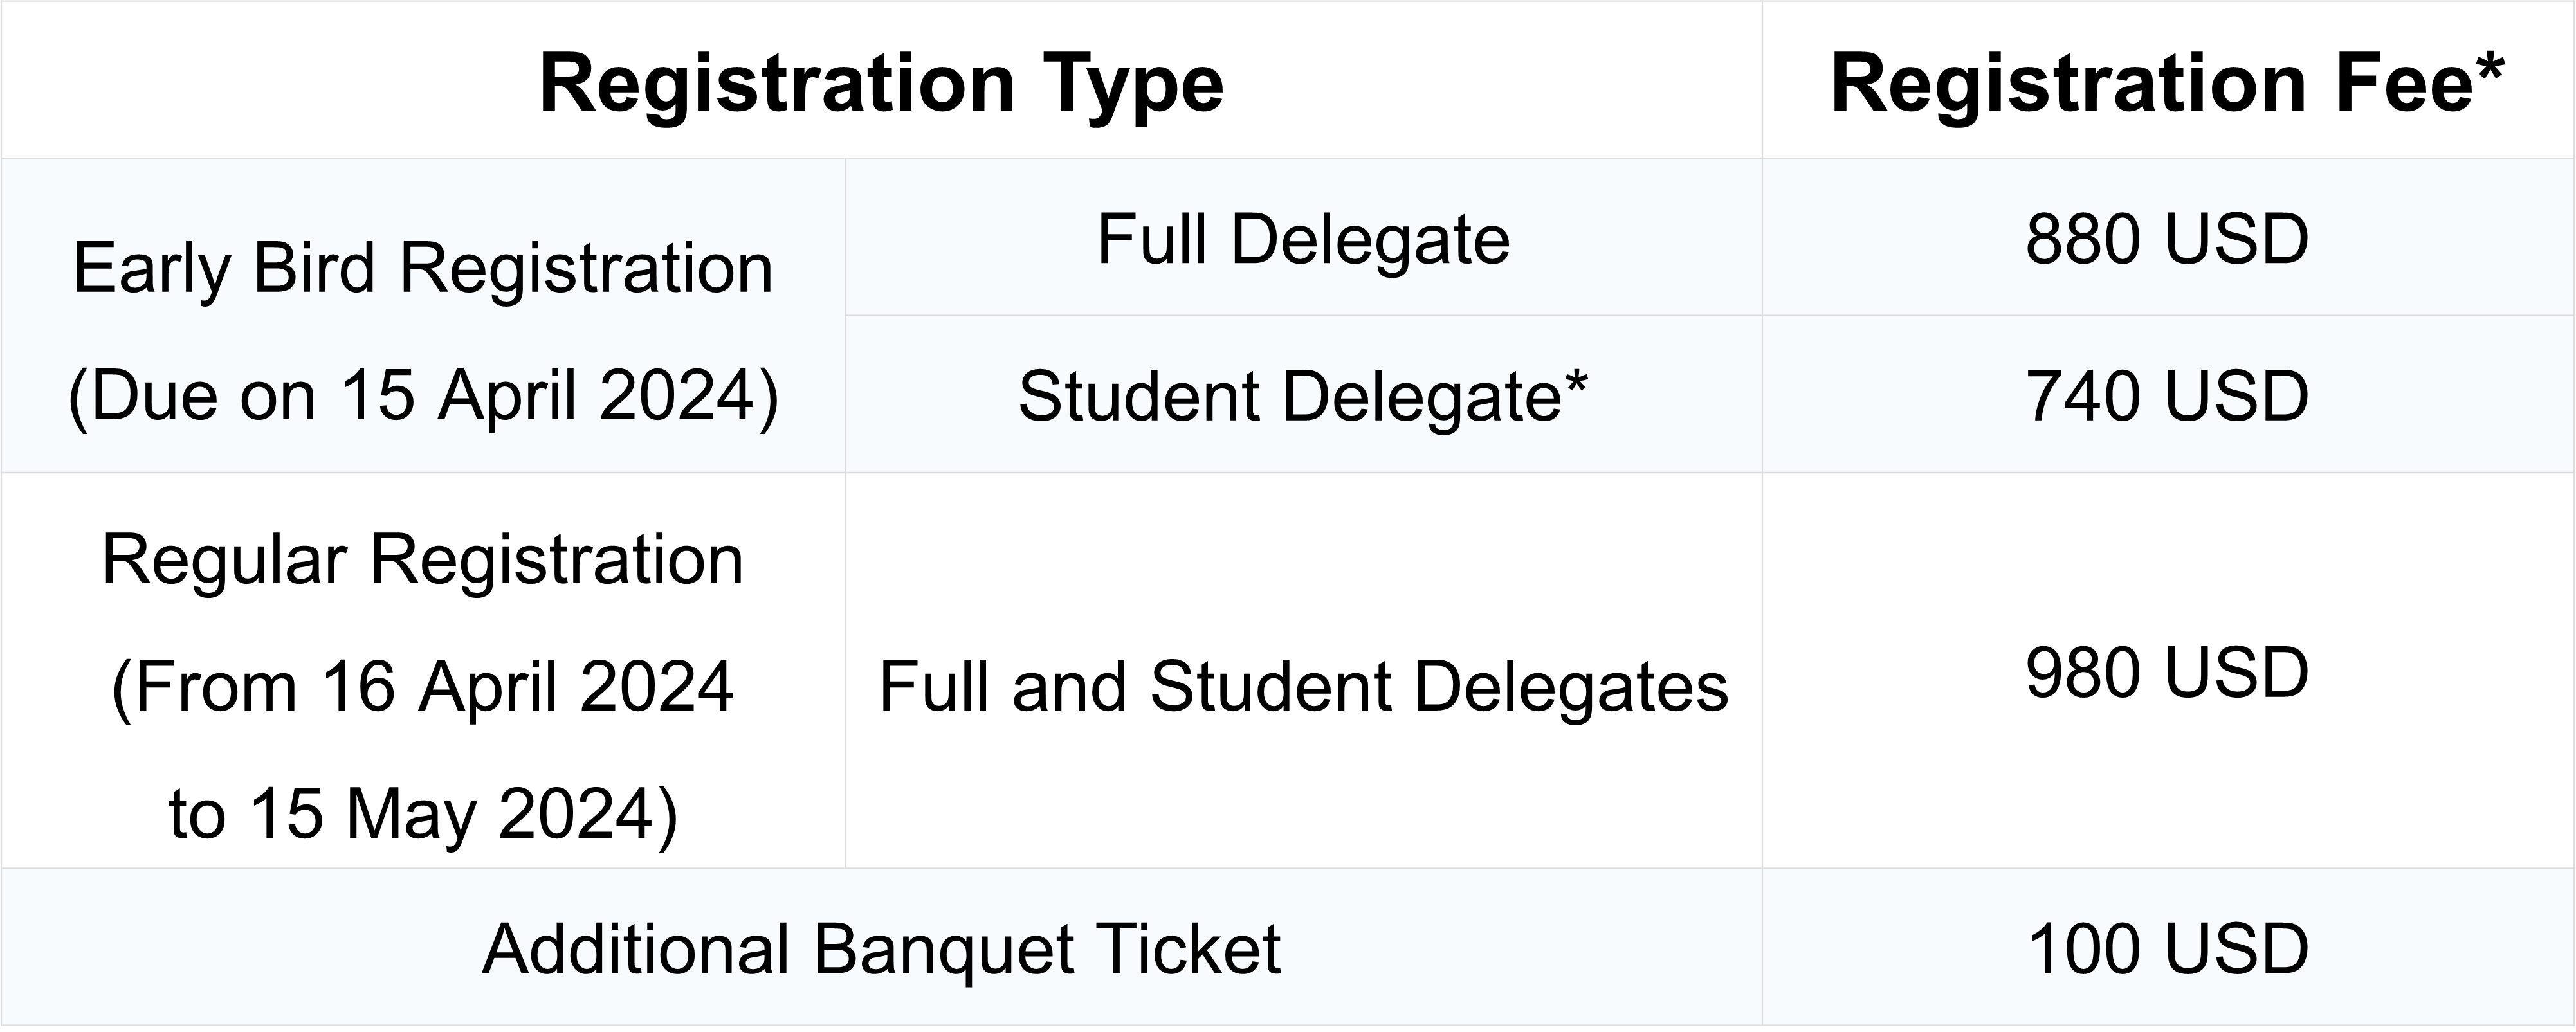 Registration Type
Registration Fee*
Early Bird Registration
(Due on 15 April 2024)
Full Delegate
880 USD
Student Delegate*
740 USD
Regular Registration
(From 16 April 2024
to 15 May 2024)
Full and Student Delegates
980 USD
Additional Banquet Ticket
100 USD